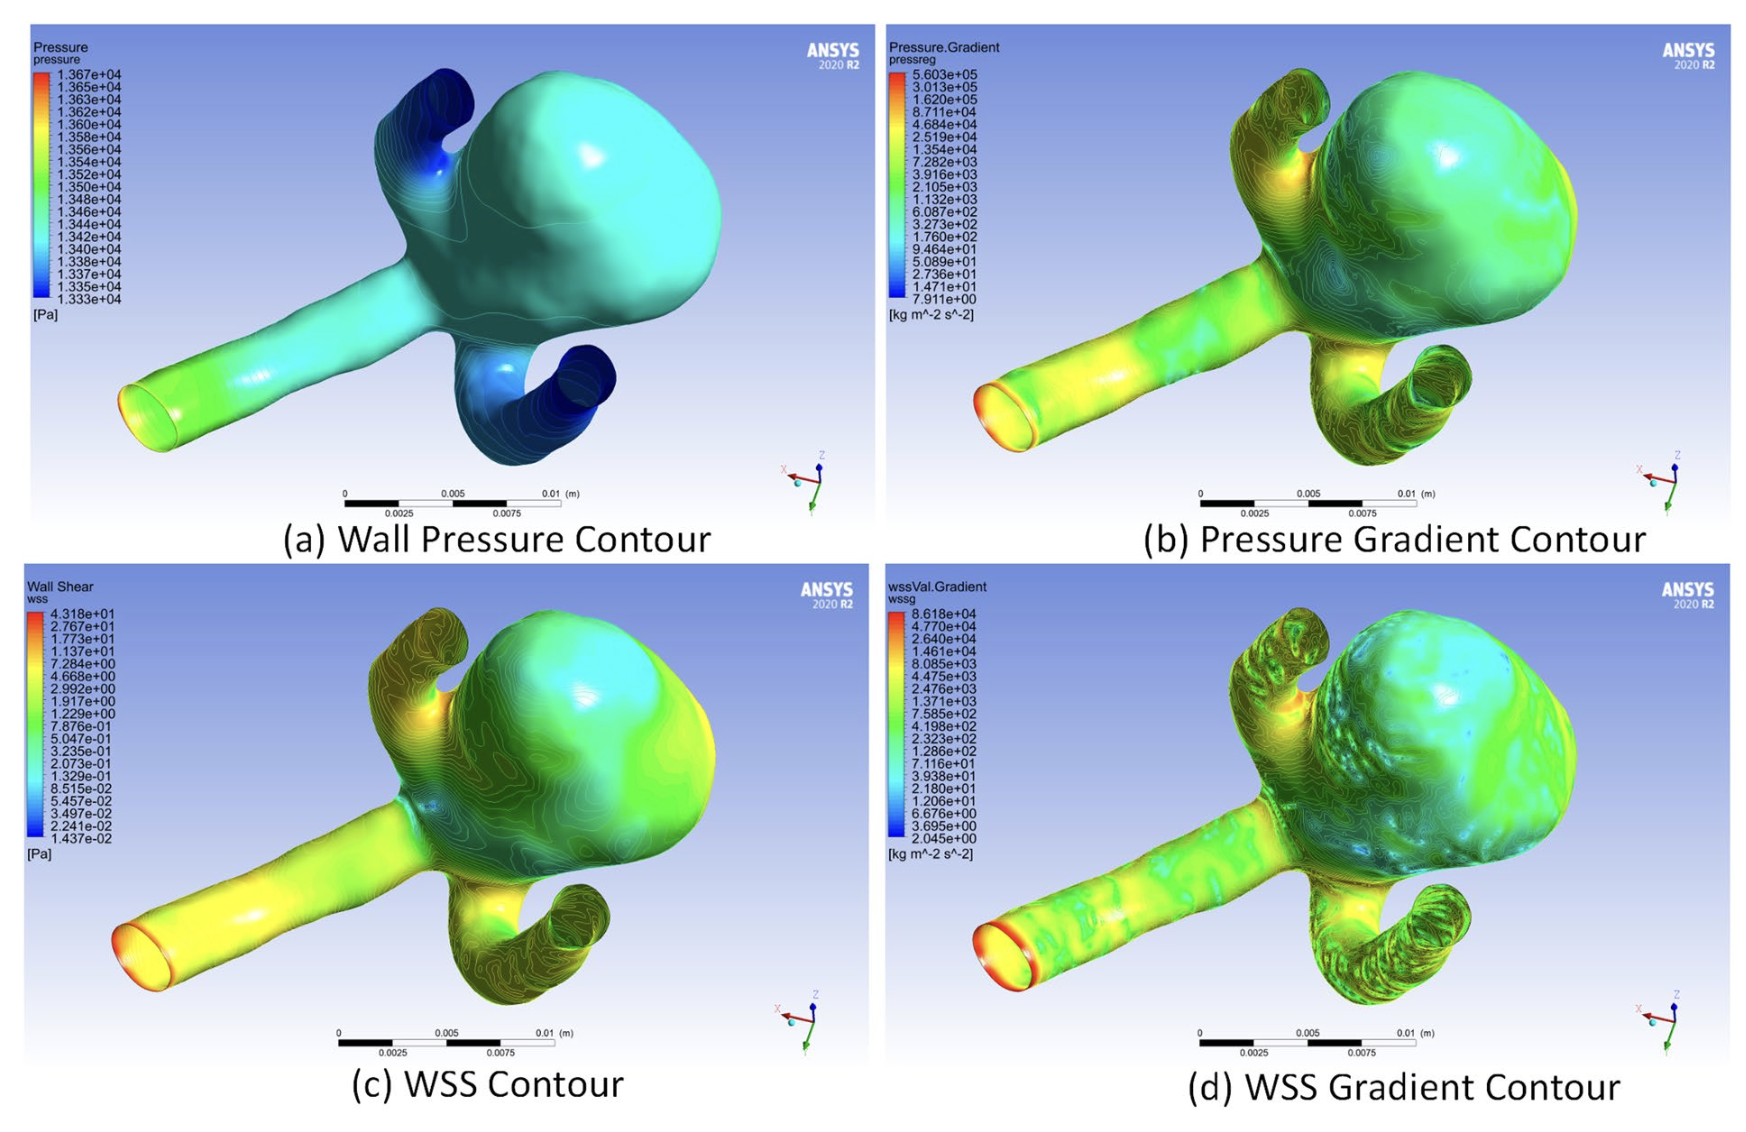 Pressure
pressure
1.367e+04
1.365e+04
1.363e+04
1.362e+04
1.360e+04
1.358e+04
1.356e+04
1.354e+04
1.352e+04
1.350e+04
1.348e+04
1.346e+04
1.344e+04
1.342e+04
1.340e+04
1.338e+04
1.337e+04
1.335e+04
1.333e+04
[Pa]
ANSYS
2020 R2
X
Z
0 0.005 0.01 (m)
0.0025 0.0075
(a) Wall Pressure Contour
Pressure.Gradient
pressreg
5.603e+05
3.013e+05
1.620e+05
8.711e+04
4.684e+04
2.519e+04
1.354e+04
7.282e+03
3.916e+03
2.105e+03
1.132e+03
6.087e+02
3.273e+02
1.760e+02
9.464e+01
5.089e+01
2.736e+01
1.471e+01
7.911e+00
[kg m^-2 s^-2]
ANSYS
2020 R2
X
Z
0 0.005 0.01 (m)
0.0025 0.0075
(b) Pressure Gradient Contour
Wall Shear
wss
4.318e+01
2.767e+01
1.773e+01
1.137e+01
7.284e+00
4.668e+00
2.992e+00
1.917e+00
1.229e+00
7.876e-01
5.047e-01
3.235e-01
2.073e-01
1.329e-01
8.515e-02
5.457e-02
3.497e-02
2.241e-02
1.437e-02
[Pa]
ANSYS
2020 R2
X
Z
0 0.005 0.01 (m)
0.0025 0.0075
(c) WSS Contour
wssVal.Gradient
wssg
8.618e+04
4.770e+04
2.640e+04
1.461e+04
8.085e+03
4.475e+03
2.476e+03
1.371e+03
7.585e+02
4.198e+02
2.323e+02
1.286e+02
7.116e+01
3.938e+01
2.180e+01
1.206e+01
6.676e+00
3.695e+00
2.045e+00
[kg m^-2 s^-2]
ANSYS
2020 R2
X
Z
0 0.005 0.01 (m)
0.0025 0.0075
(d) WSS Gradient Contour